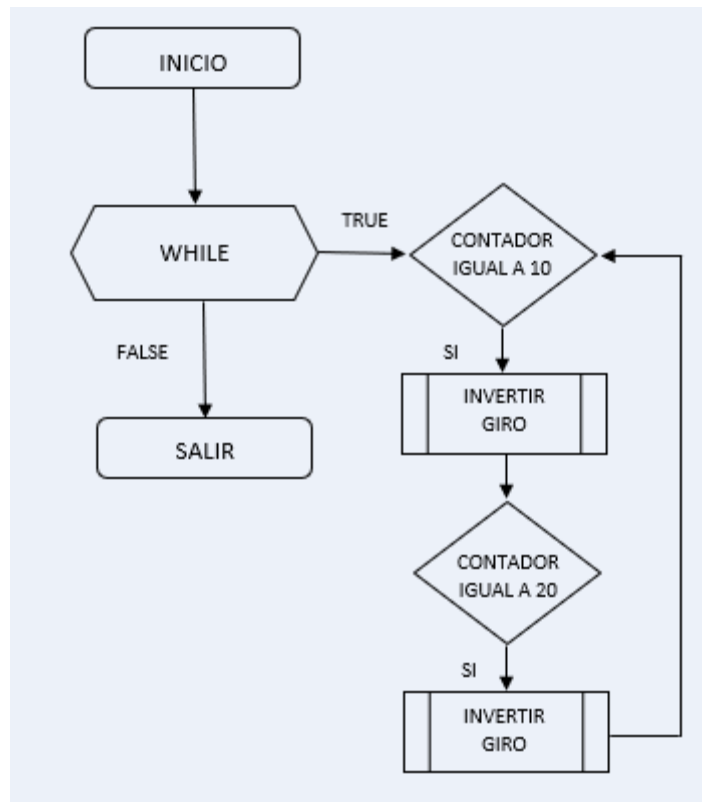 INICIO
WHILE
TRUE
CONTADOR
IGUAL A 10
FALSE
SI
INVERTIR
GIRO
SALIR
CONTADOR
IGUAL A 20
SI
INVERTIR
GIRO